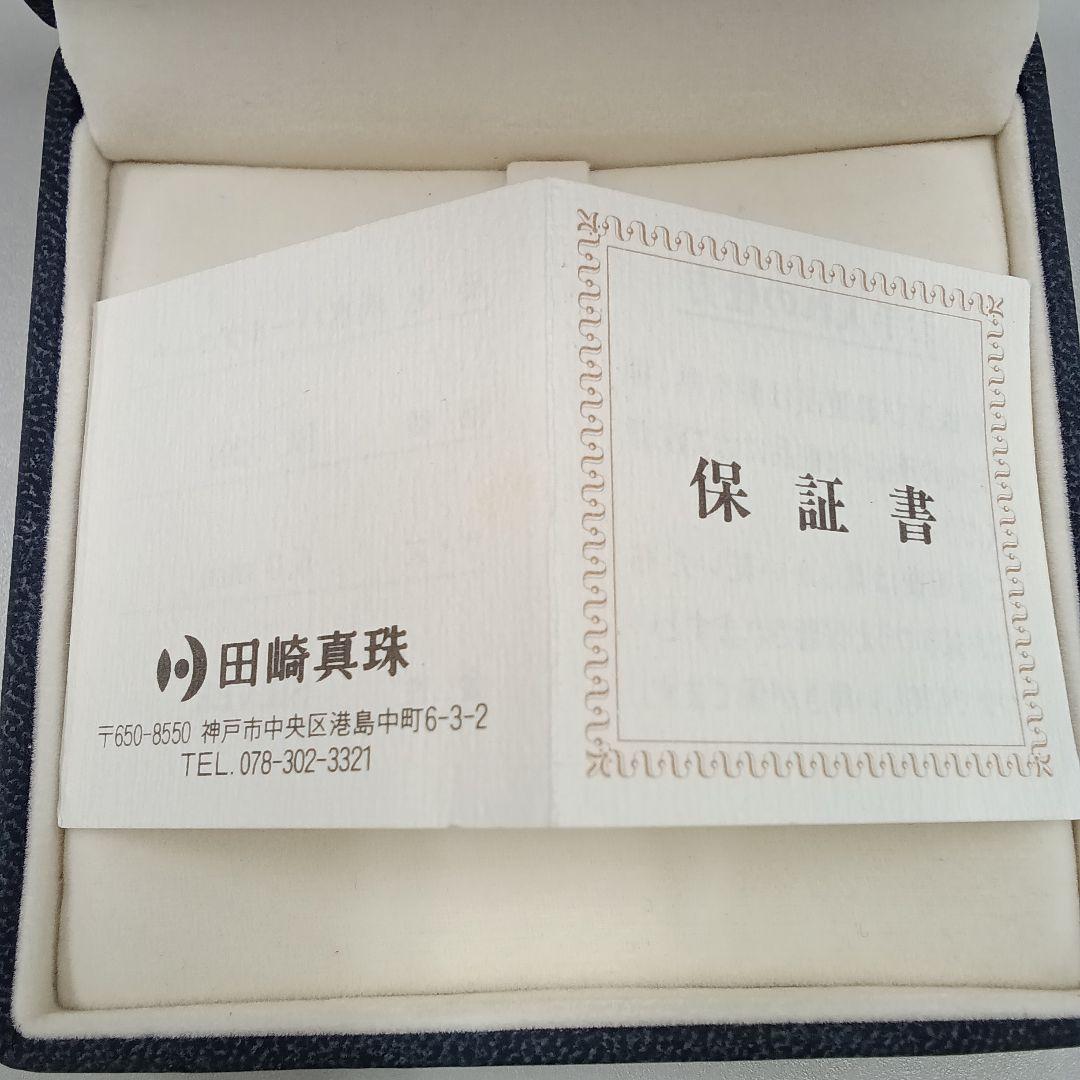 田崎真珠
〒650-8550 神戸市中央区港島中町6-3-2
TEL.078-302-3321
保証書